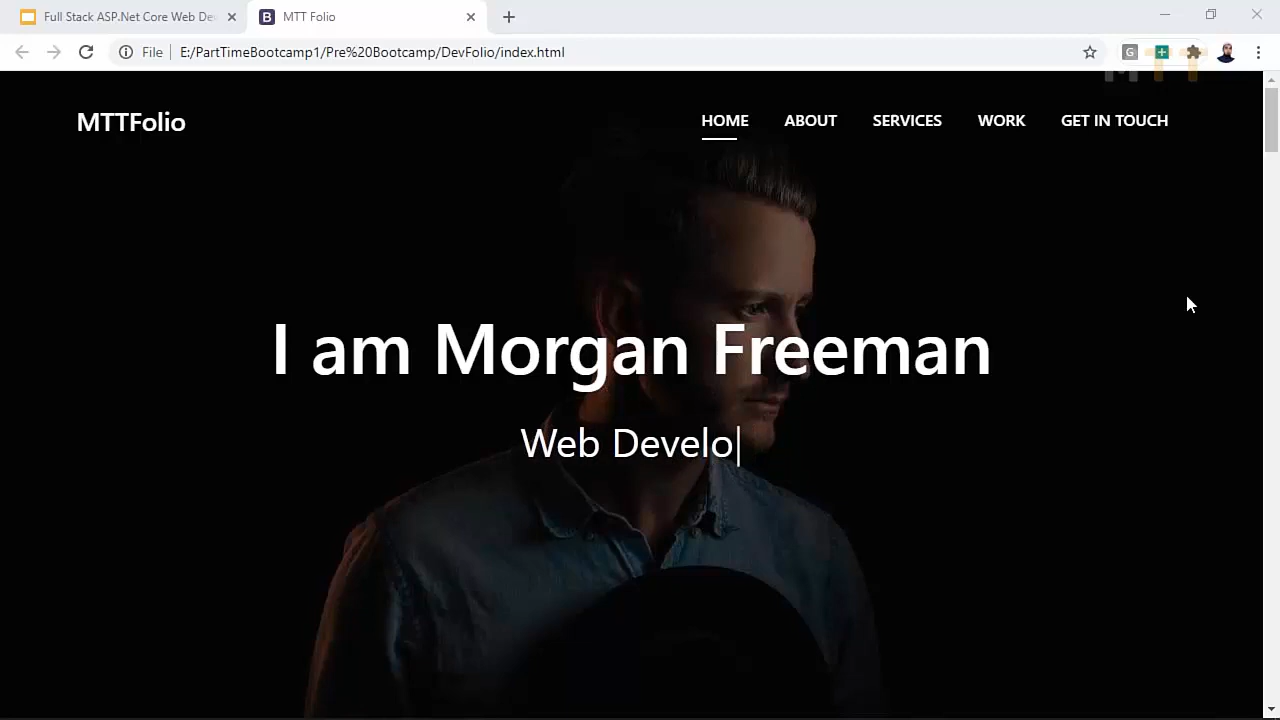 Full Stack ASP.Net Core Web De
MTT Folio
File
E:/PartTimeBootcamp1/Pre%20Bootcamp/DevFolio/index.html
MTTFolio
HOME
ABOUT
SERVICES
WORK
GET IN TOUCH
I am Morgan Freeman
Web Develo